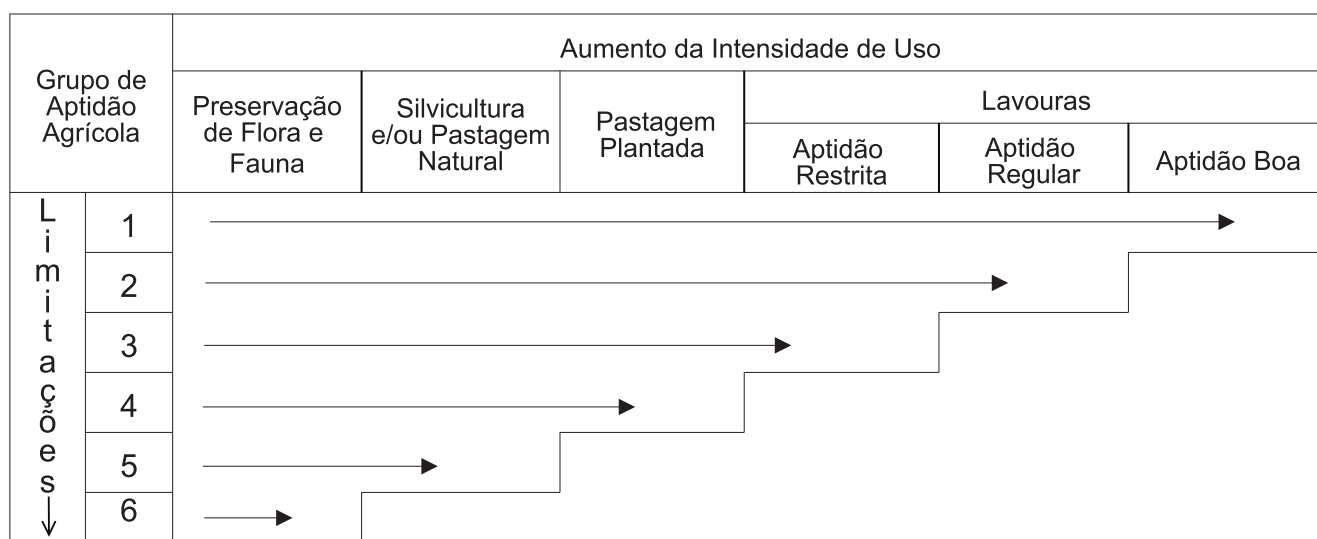 Aumento da Intensidade de Uso
Grupo de
Aptidão
Agrícola
Preservação
de Flora e
Fauna
Silvicultura
e/ou Pastagem
Natural
Pastagem
Plantada
Lavouras
Aptidão
Restrita
Aptidão
Regular
Aptidão Boa
Limitações
1
2
3
4
5
6